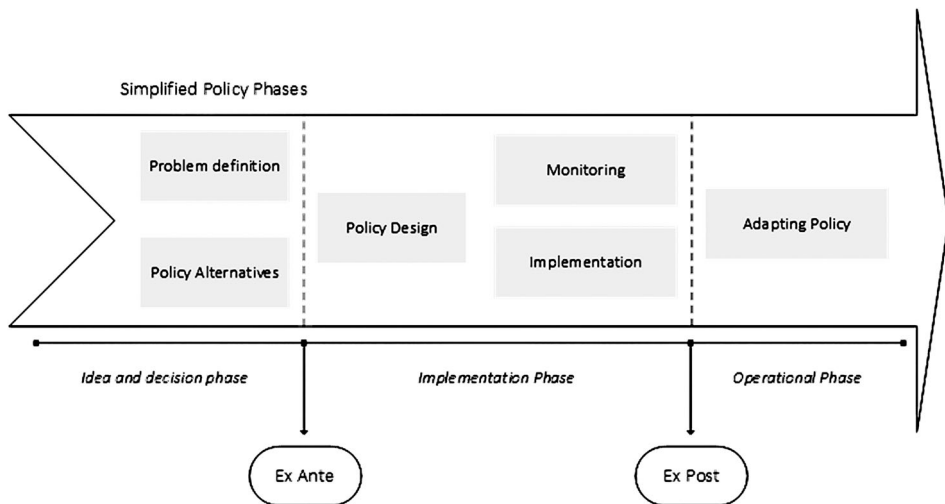 Simplified Policy Phases
Problem definition
Policy Alternatives
Policy Design
Monitoring
Implementation
Adapting Policy
Idea and decision phase
Implementation Phase
Operational Phase
Ex Ante
Ex Post